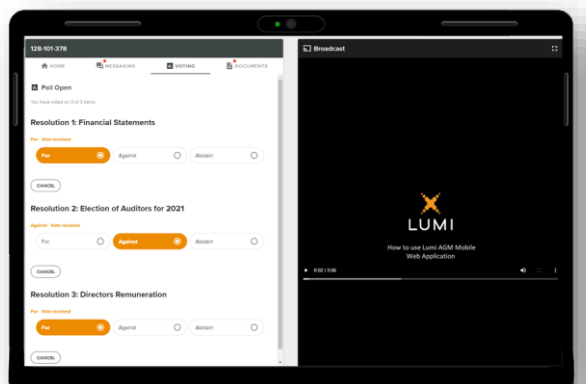 128-101-378
HOME
MESSAGING
VOTING
DOCUMENTS
Poll Open
You have voted on 3 of 5 items
Resolution 1: Financial Statements
For - Vote received
For
Against
Abstain
CANCEL
Resolution 2: Election of Auditors for 2021
Against - Vote received
For
Against
Abstain
CANCEL
Resolution 3: Directors Remuneration
For - Vote received
For
Against
Abstain
CANCEL
Broadcast
LUMI
How to use Lumi AGM Mobile
Web Application
0:02 / 3:06